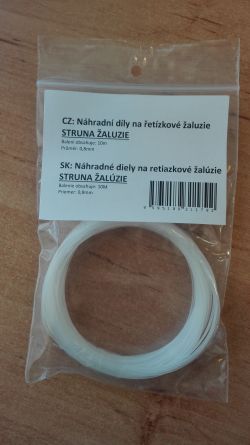 CZ: Náhradní díly na řetízkové žaluzie
STRUNA ŽALUZIE
Balení obsahuje: 10m
Průměr: 0,8mm
SK: Náhradné diely na retiazkové žalúzie
STRUNA ŽALÚZIE
Balenie obsahuje: 10M
Priemer: 0,8mm